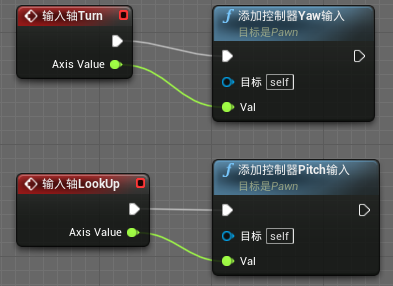 输入轴Turn
Axis Value
添加控制器Yaw输入
目标是Pawn
目标 self
Val
输入轴LookUp
Axis Value
添加控制器Pitch输入
目标是Pawn
目标 self
Val